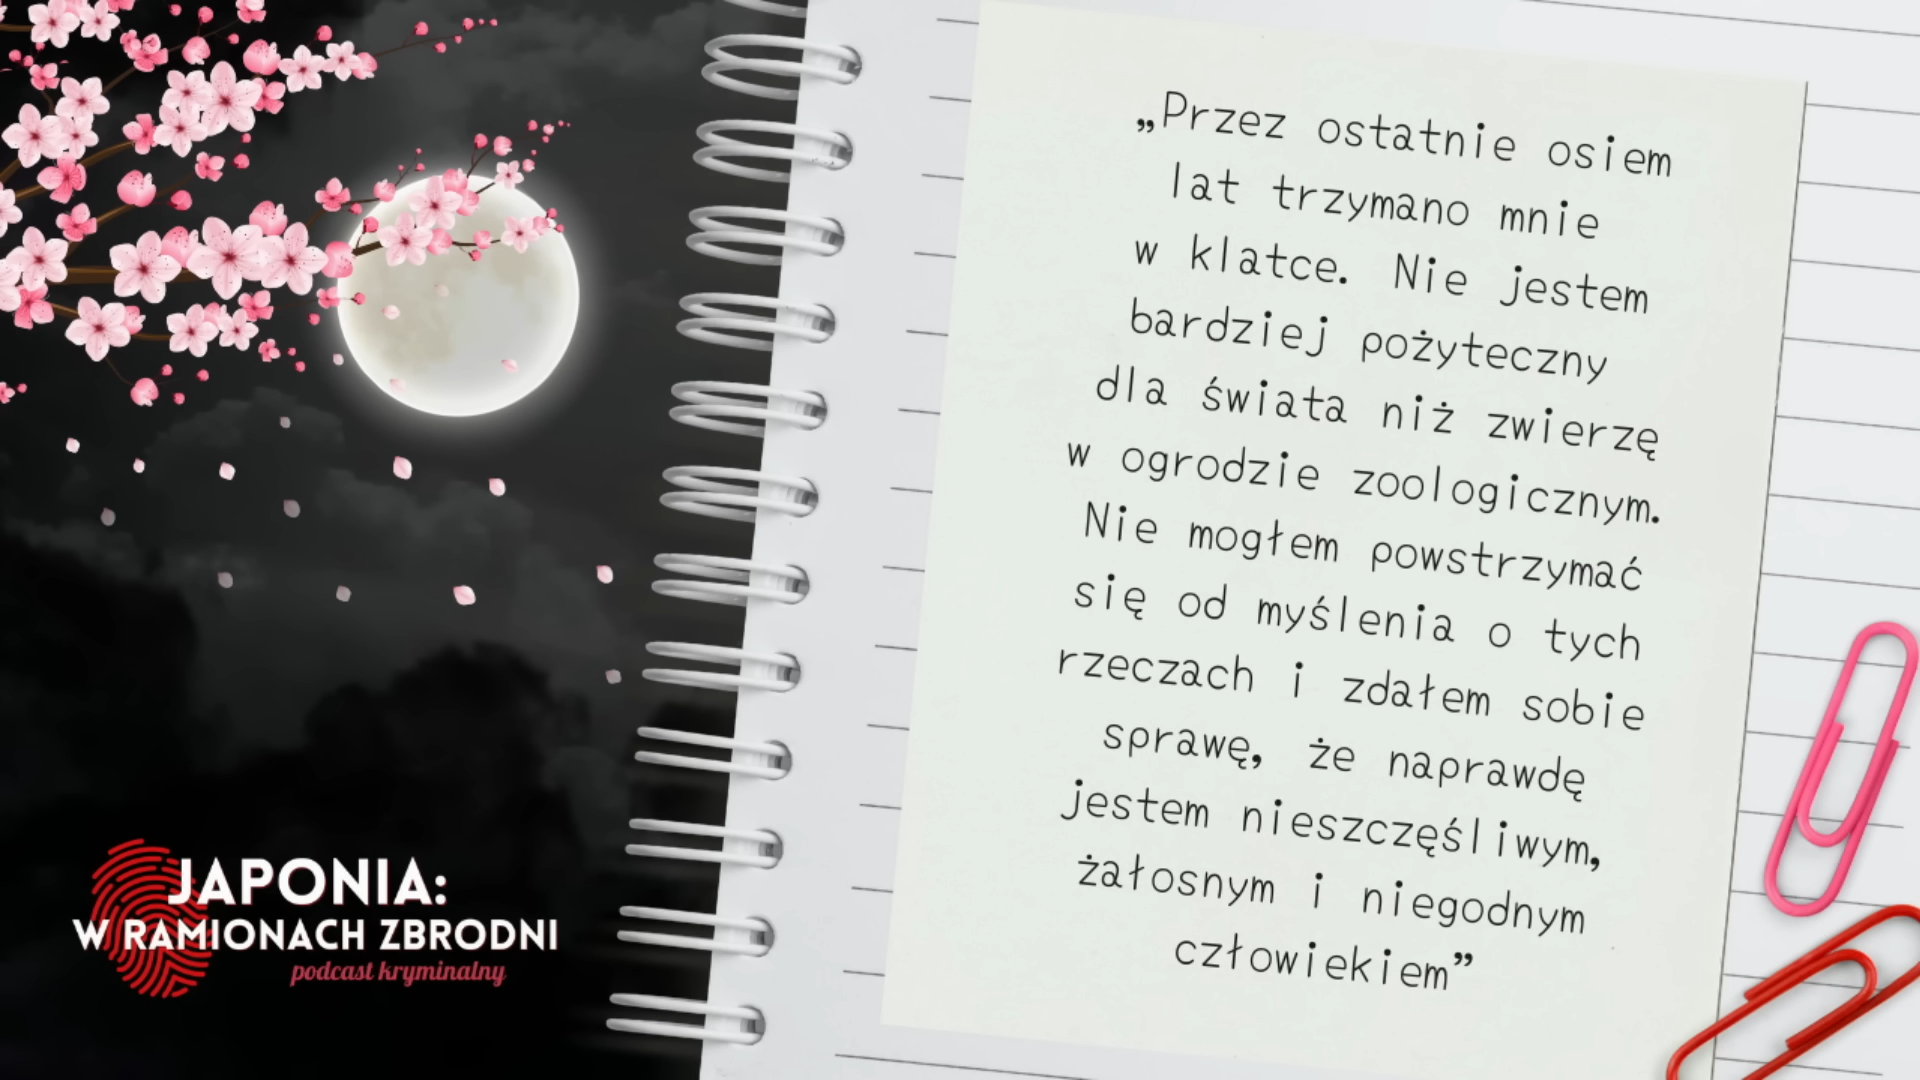 „Przez ostatnie osiem
lat trzymano mnie
w klatce. Nie jestem
bardziej pożyteczny
dla świata niż zwierzę
w ogrodzie zoologicznym.
Nie mogłem powstrzymać
się od myślenia o tych
rzeczach i zdałem sobie
sprawę, że naprawdę
jestem nieszczęśliwym,
żałosnym i niegodnym
człowiekiem”
JAPONIA:
W RAMIONACH ZBRODNI
podcast kryminalny